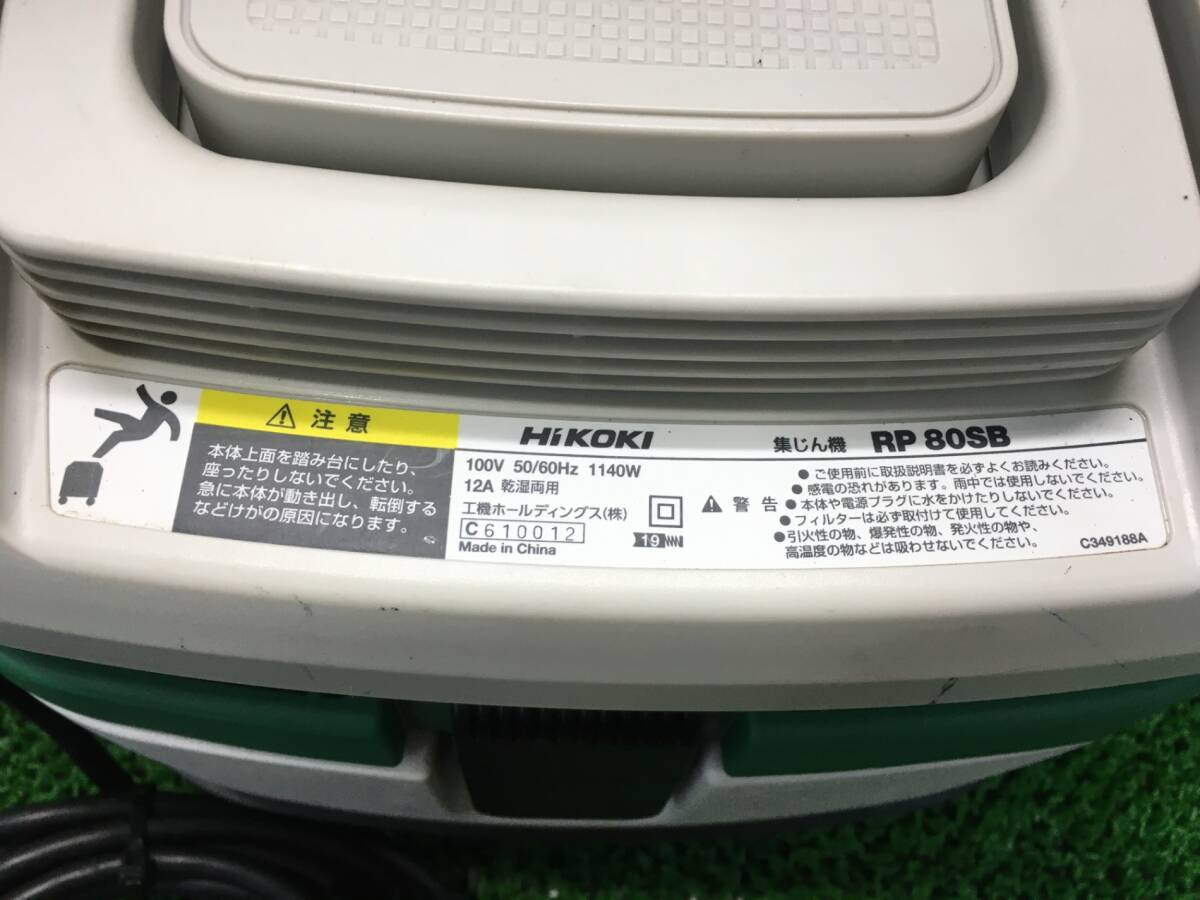 注意
本体上面を踏み台にしたり、
座ったりしないでください。
急に本体が動き出し、転倒する
などけがの原因になります。
HiKOKI
集じん機 RP 80SB
100V 50/60Hz 1140W
12A 乾湿両用
工機ホールディングス(株)
C610012
Made in China
19
警告
●ご使用前に取扱説明書を必ずよくお読みください。
●感電の恐れがあります。雨中では使用しないでください。
●本体や電源プラグに水をかけたりしないでください。
●フィルターは必ず取付けて使用してください。
●引火性の物、爆発性の物、発火性の物や、
高温度の物などは吸わせないでください。
C349188A